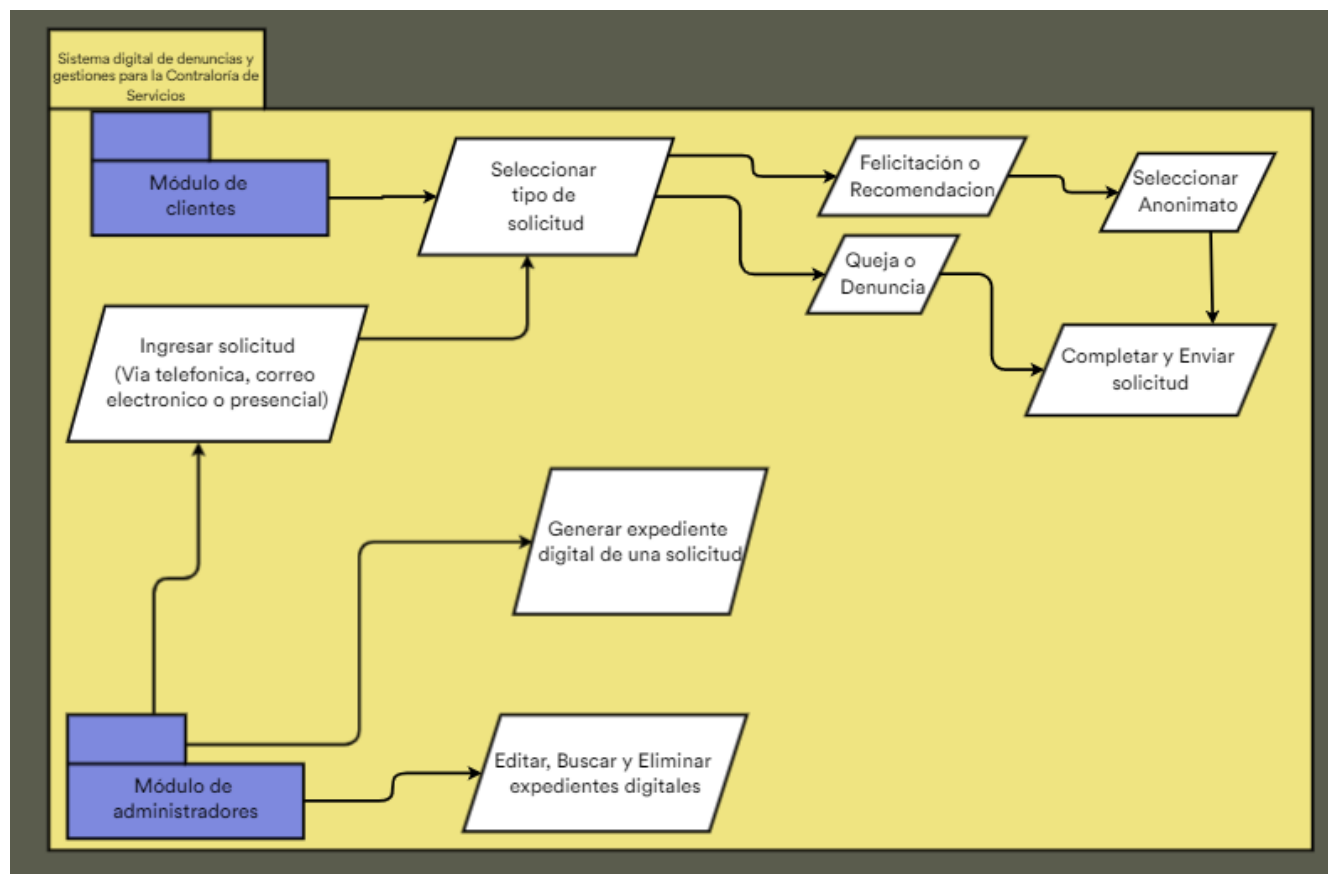 Sistema digital de denuncias y
gestiones para la Contraloría de
Servicios
Módulo de
clientes
Seleccionar
tipo de
solicitud
Felicitación o
Recomendacion
Seleccionar
Anonimato
Queja o
Denuncia
Completar y Enviar
solicitud
Ingresar solicitud
(Via telefonica, correo
electronico o presencial)
Generar expediente
digital de una solicitud
Editar, Buscar y Eliminar
expedientes digitales
Módulo de
administradores